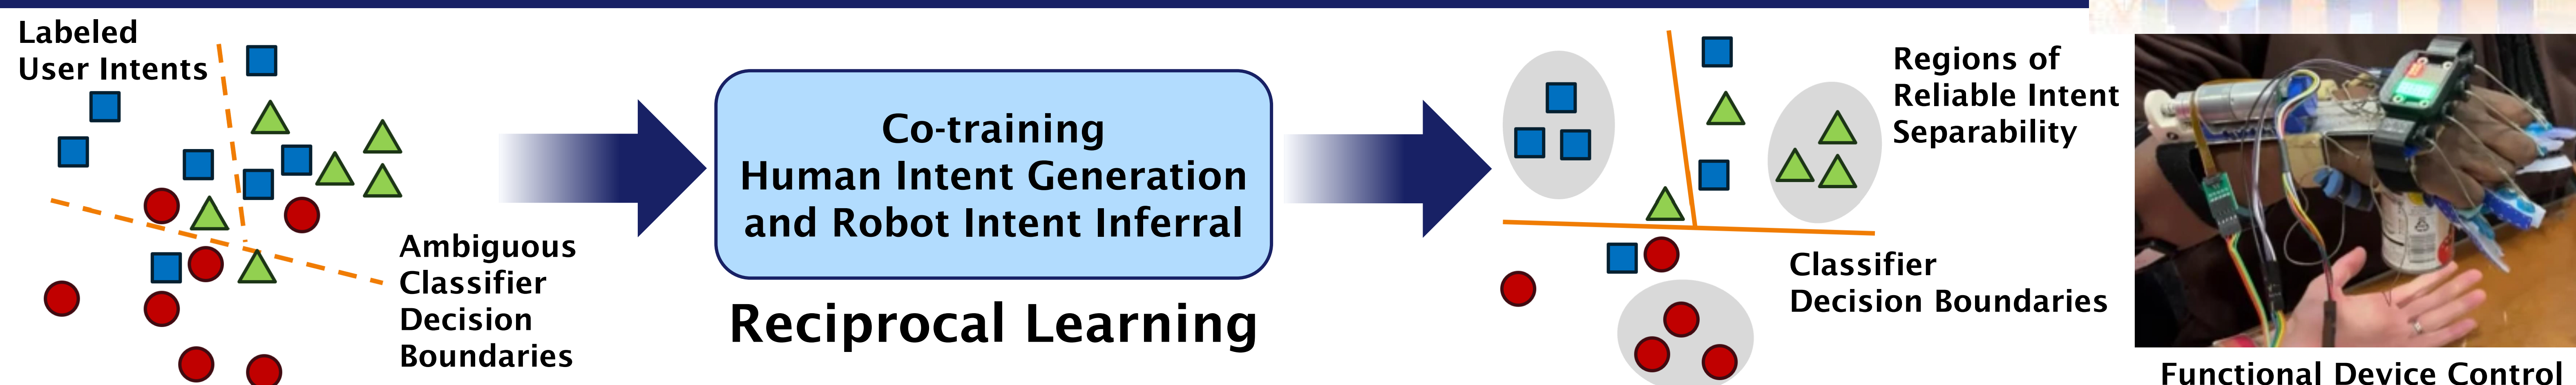 Labeled
User Intents
Ambiguous
Classifier
Decision
Boundaries
Co-training
Human Intent Generation
and Robot Intent Inferral
Reciprocal Learning
Regions of
Reliable Intent
Separability
Classifier
Decision Boundaries
Functional Device Control